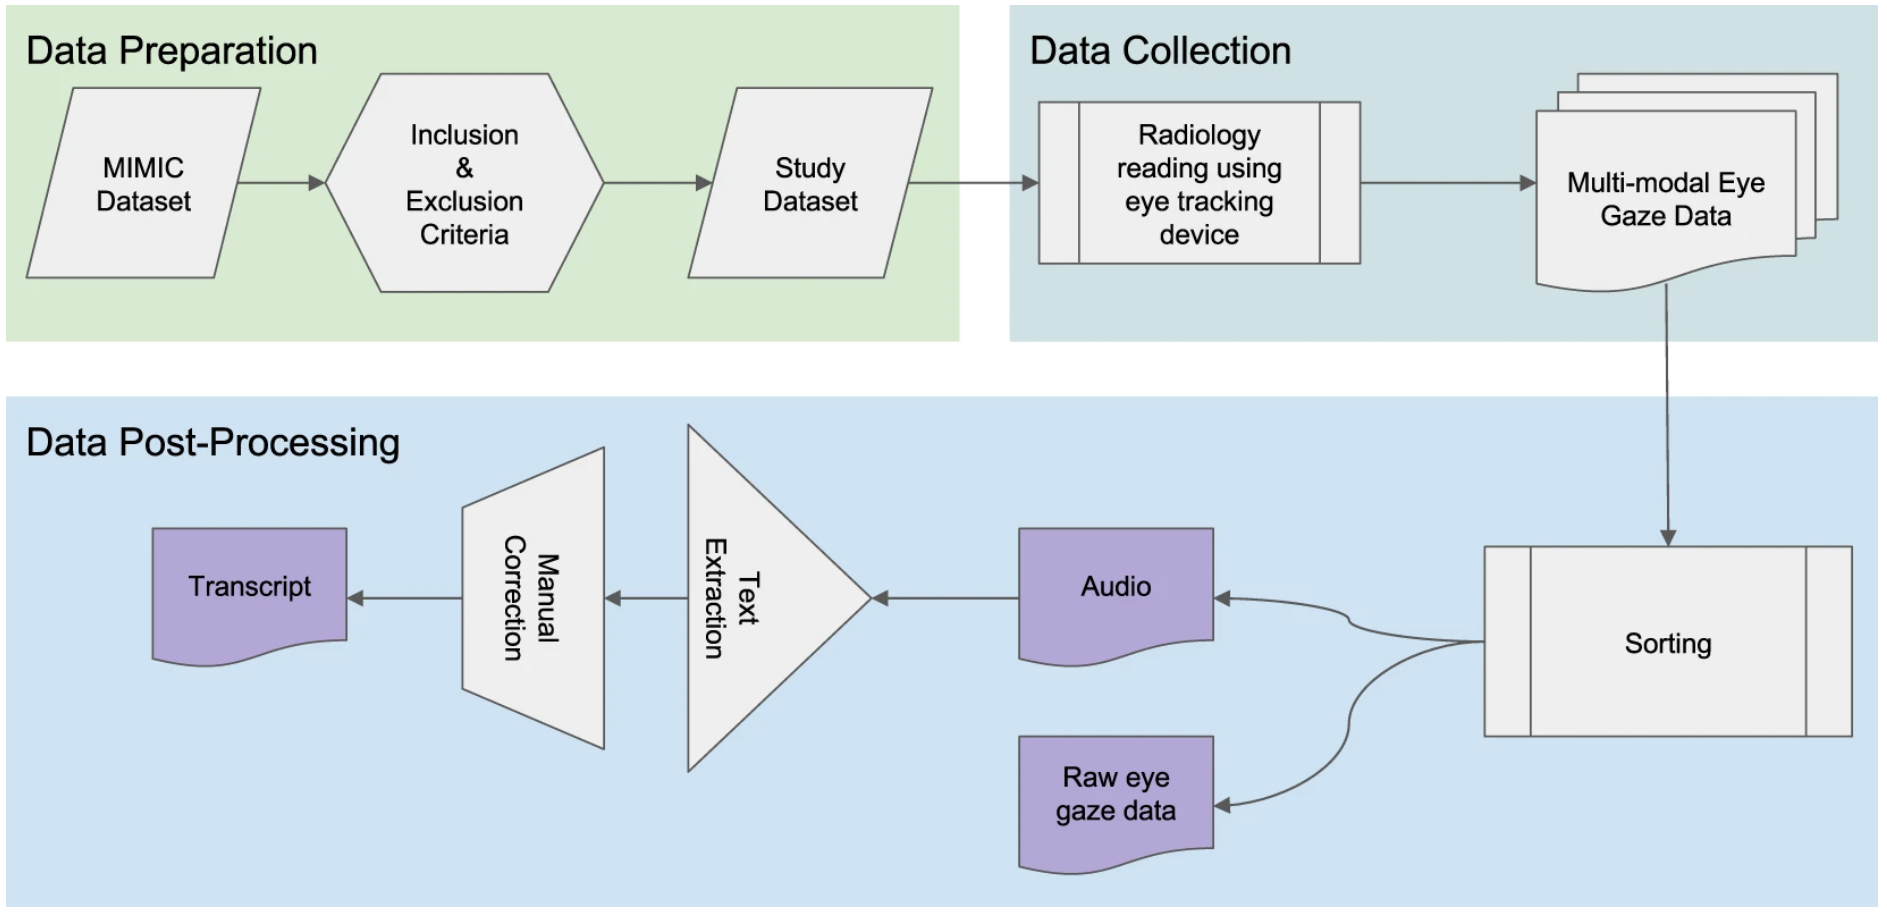 Data Preparation
MIMIC
Dataset
Inclusion
&
Exclusion
Criteria
Study
Dataset
Data Collection
Radiology
reading using
eye tracking
device
Multi-modal Eye
Gaze Data
Data Post-Processing
Transcript
Manual
Correction
Text
Extraction
Audio
Raw eye
gaze data
Sorting